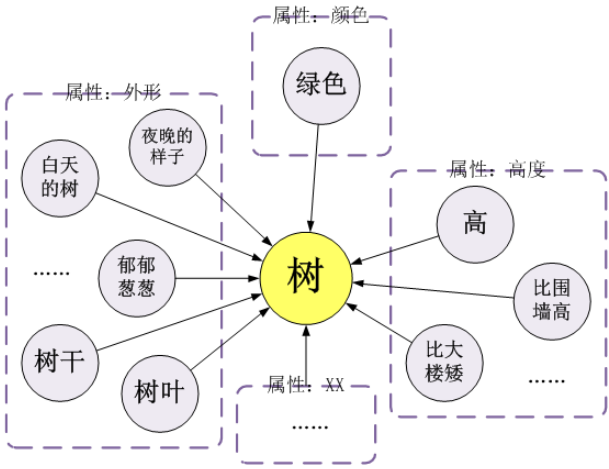 属性：颜色
绿色
属性：外形
夜晚的
样子
白天
的树
……
郁郁
葱葱
树干
树叶
树
属性：高度
高
比围
墙高
比大
楼矮
……
属性：XX
……